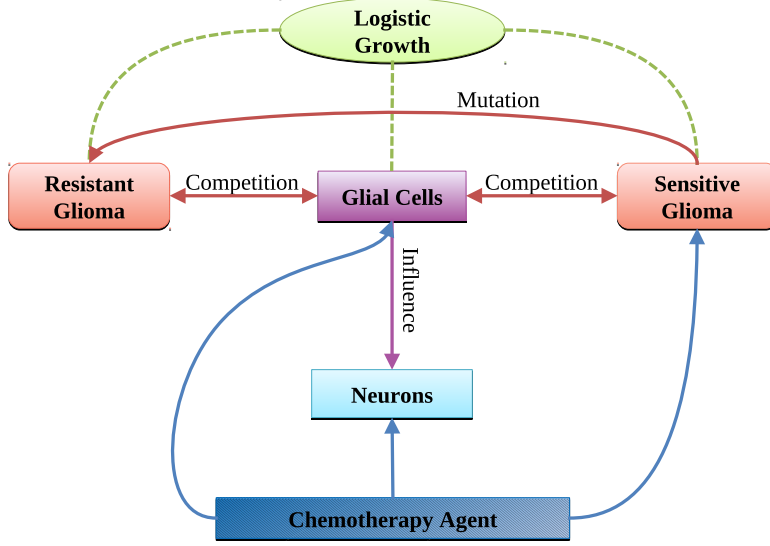 Logistic
Growth
Mutation
Resistant
Glioma
Competition
Glial Cells
Competition
Sensitive
Glioma
Influence
Neurons
Chemotherapy Agent